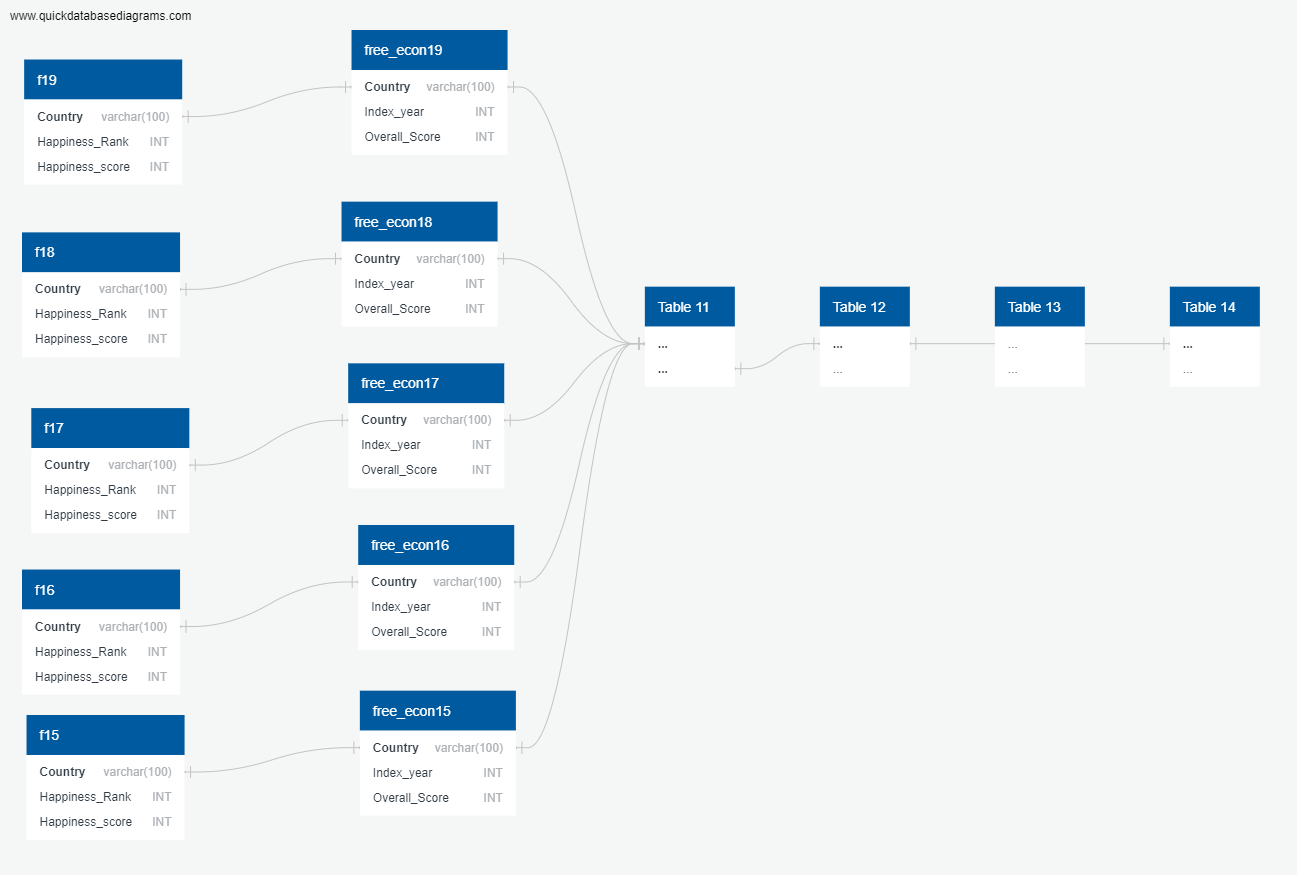 www.quickdatabasediagrams.com
f19
Country varchar(100)
Happiness_Rank INT
Happiness_score INT
free_econ19
Country varchar(100)
Index_year INT
Overall_Score INT
f18
Country varchar(100)
Happiness_Rank INT
Happiness_score INT
free_econ18
Country varchar(100)
Index_year INT
Overall_Score INT
f17
Country varchar(100)
Happiness_Rank INT
Happiness_score INT
free_econ17
Country varchar(100)
Index_year INT
Overall_Score INT
f16
Country varchar(100)
Happiness_Rank INT
Happiness_score INT
free_econ16
Country varchar(100)
Index_year INT
Overall_Score INT
f15
Country varchar(100)
Happiness_Rank INT
Happiness_score INT
free_econ15
Country varchar(100)
Index_year INT
Overall_Score INT
Table 11
...
...
Table 12
...
...
Table 13
...
...
Table 14
...
...